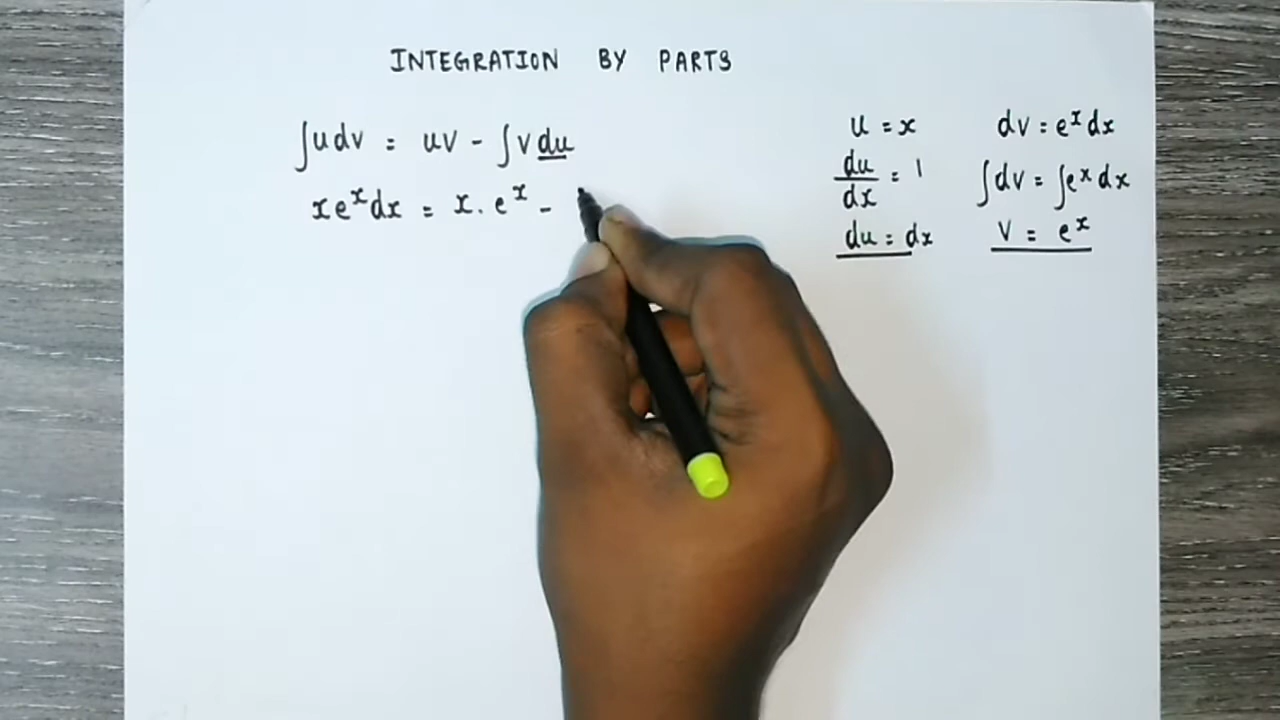 INTEGRATION BY PARTS
∫udv = uv - ∫vdu
xeˣdx = x.eˣ -
u = x
du/dx = 1
du = dx
dv = eˣdx
∫dv = ∫eˣdx
v = eˣ